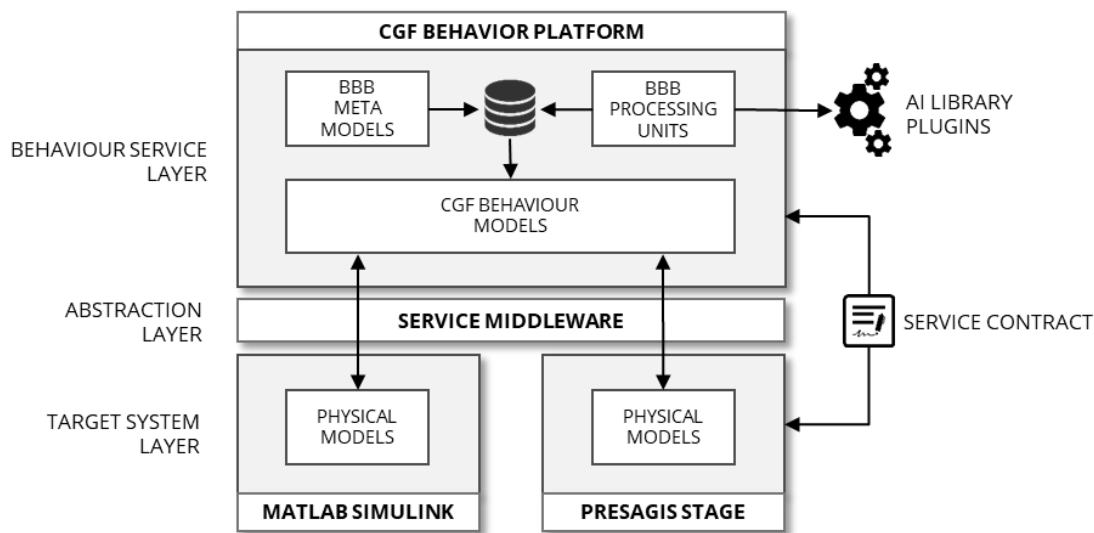 CGF BEHAVIOR PLATFORM
BBB
META
MODELS
BBB
PROCESSING
UNITS
AI LIBRARY
PLUGINS
BEHAVIOUR SERVICE
LAYER
CGF BEHAVIOUR
MODELS
ABSTRACTION
LAYER
SERVICE MIDDLEWARE
SERVICE CONTRACT
TARGET SYSTEM
LAYER
PHYSICAL
MODELS
PHYSICAL
MODELS
MATLAB SIMULINK
PRESAGIS STAGE